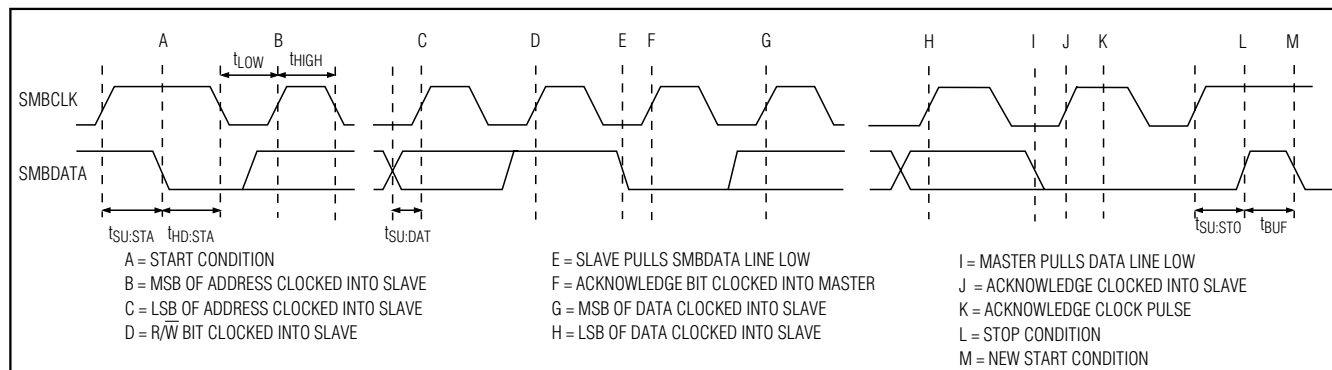 A B C D E F G H I J K L M
tLOW tHIGH
SMBCLK
SMBDATA
tSU:STA tHD:STA tSU:DAT tSU:STO tBUF
A = START CONDITION
B = MSB OF ADDRESS CLOCKED INTO SLAVE
C = LSB OF ADDRESS CLOCKED INTO SLAVE
D = R/W̅ BIT CLOCKED INTO SLAVE
E = SLAVE PULLS SMBDATA LINE LOW
F = ACKNOWLEDGE BIT CLOCKED INTO MASTER
G = MSB OF DATA CLOCKED INTO SLAVE
H = LSB OF DATA CLOCKED INTO SLAVE
I = MASTER PULLS DATA LINE LOW
J = ACKNOWLEDGE CLOCKED INTO SLAVE
K = ACKNOWLEDGE CLOCK PULSE
L = STOP CONDITION
M = NEW START CONDITION